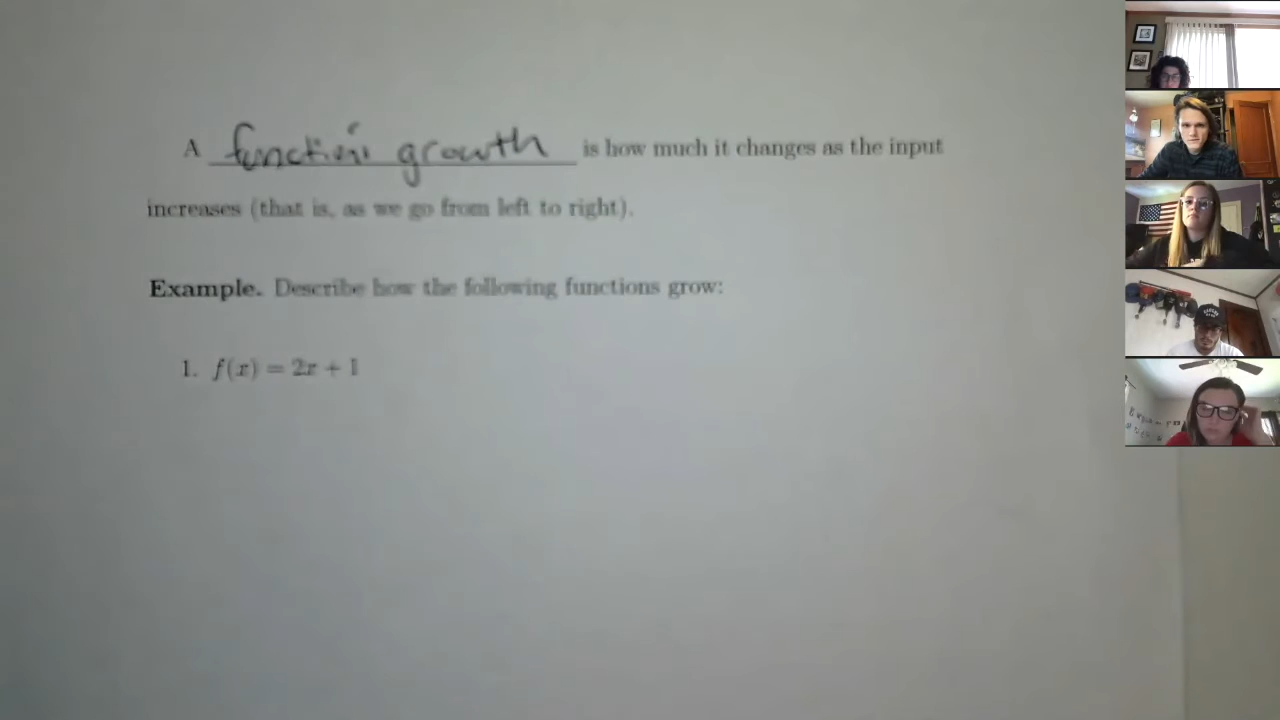 A function's growth is how much it changes as the input
increases (that is, as we go from left to right).
Example. Describe how the following functions grow:
1. f(x) = 2x + 1